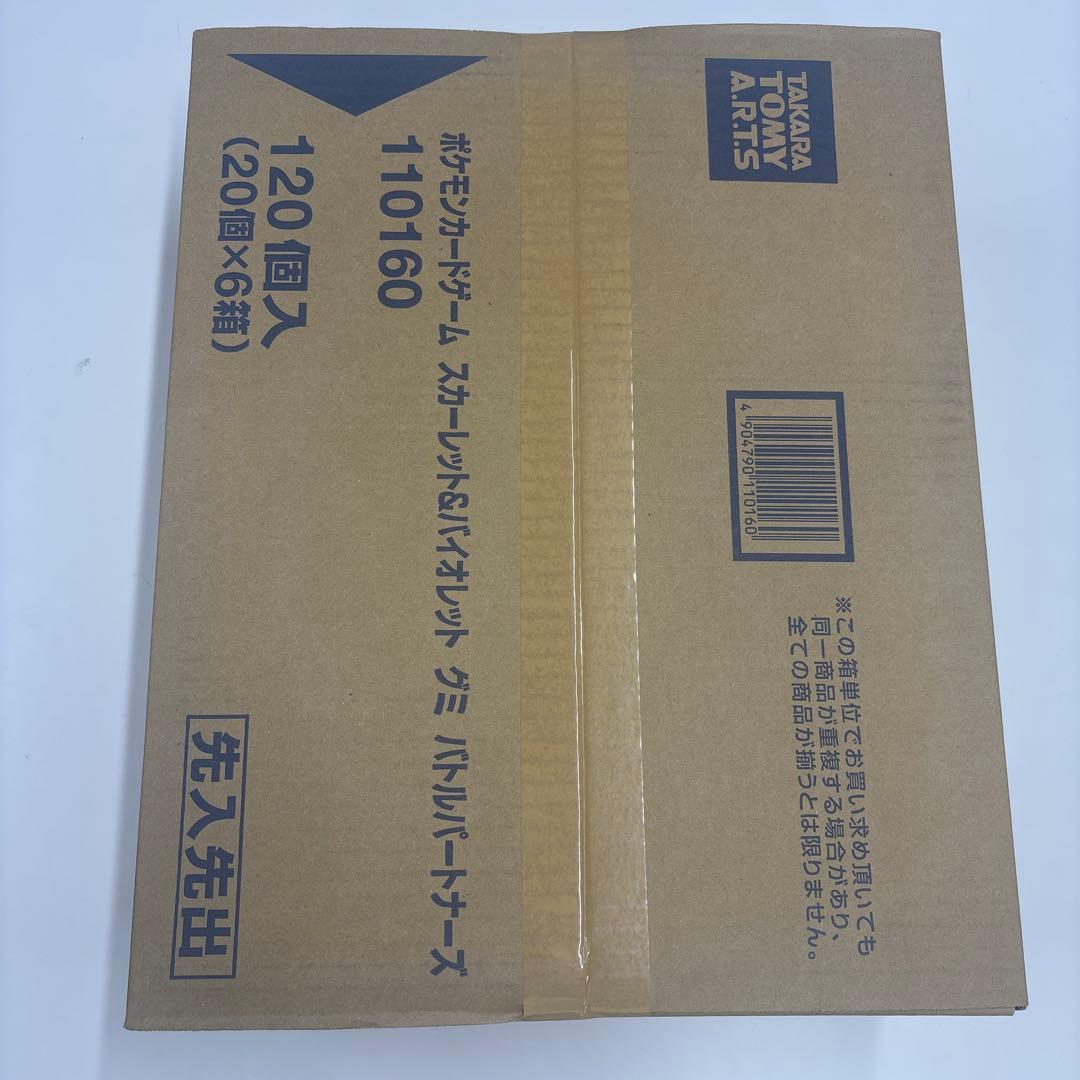 TAKARA
TOMY
A.R.T.S
4 904790 110160
※この箱単位でお買い求め頂いても
同一商品が重複する場合があり、
全ての商品が揃うとは限りません。
ポケモンカードゲーム スカーレット&バイオレット グミ バトルパートナーズ
110160
120個入
(20個×6箱)
先入先出